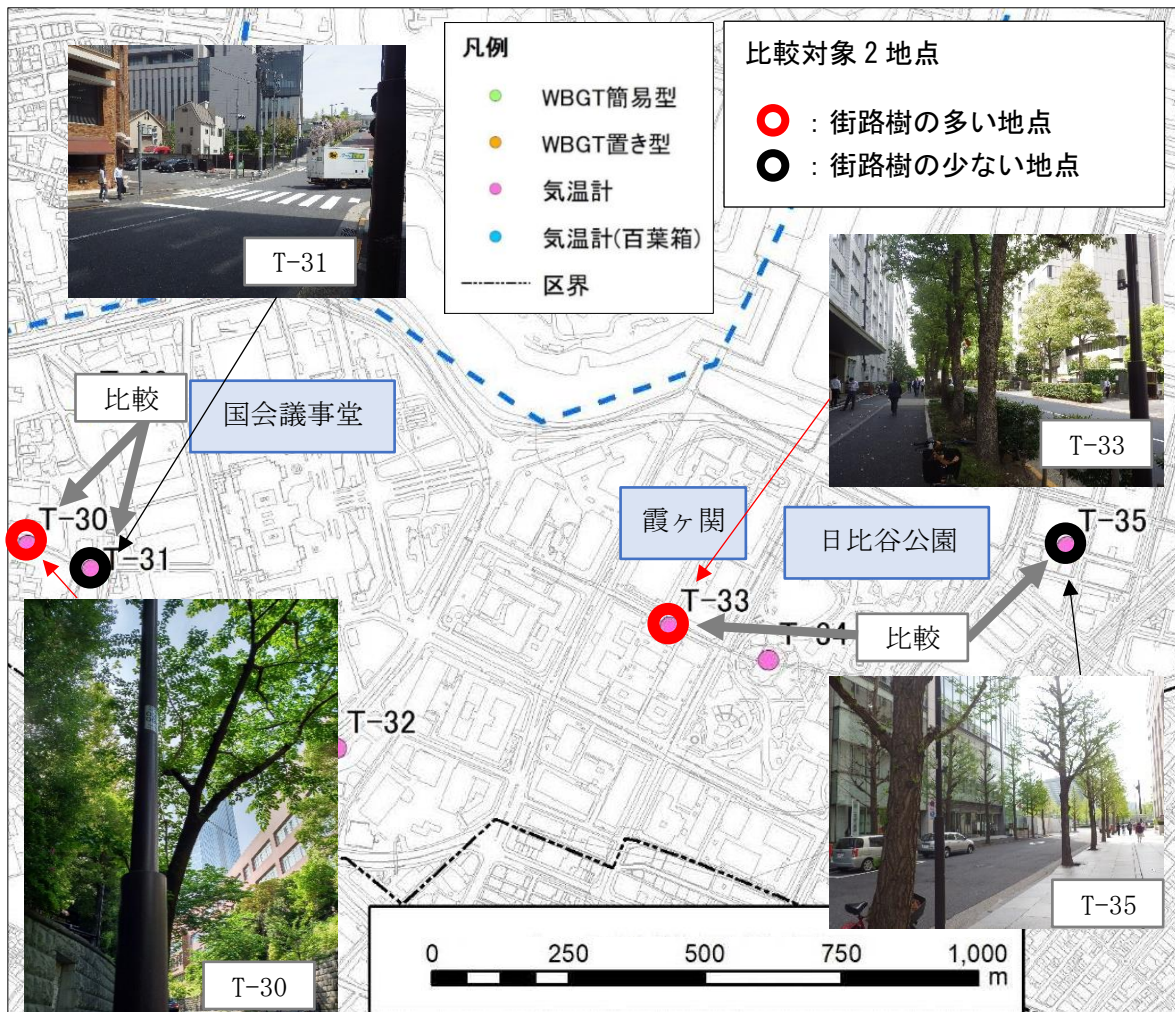 凡例
WBGT簡易型
WBGT置き型
気温計
気温計(百葉箱)
区界
比較対象2地点
：街路樹の多い地点
：街路樹の少ない地点
T-31
比較
国会議事堂
T-30
T-31
T-33
霞ヶ関
日比谷公園
T-35
T-33
T-34
比較
T-32
T-30
T-35
0 250 500 750 1,000
m